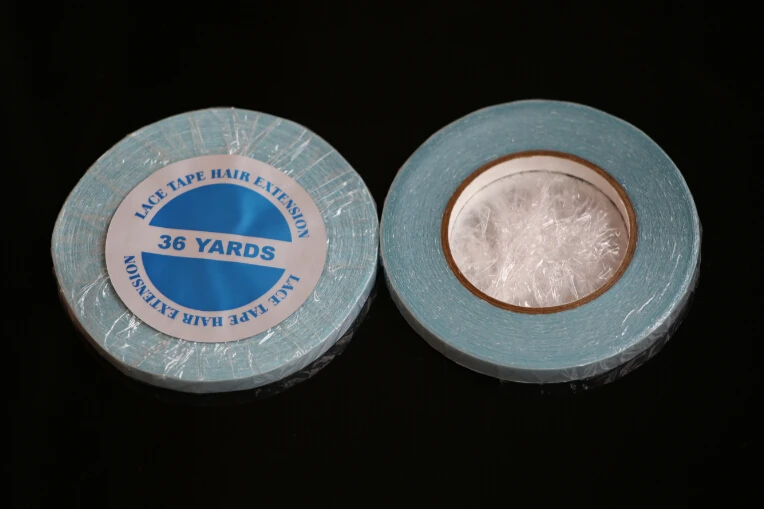 LACE TAPE HAIR EXTENSION
36 YARDS
LACE TAPE HAIR EXTENSION